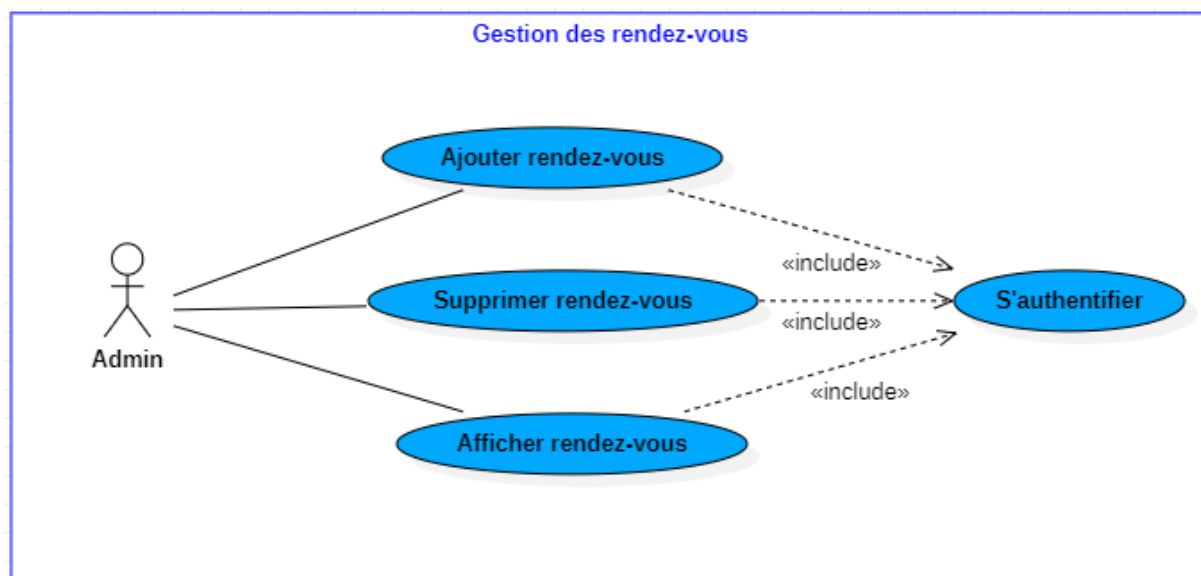 Gestion des rendez-vous
Ajouter rendez-vous
«include»
Supprimer rendez-vous
S'authentifier
«include»
Admin
«include»
Afficher rendez-vous